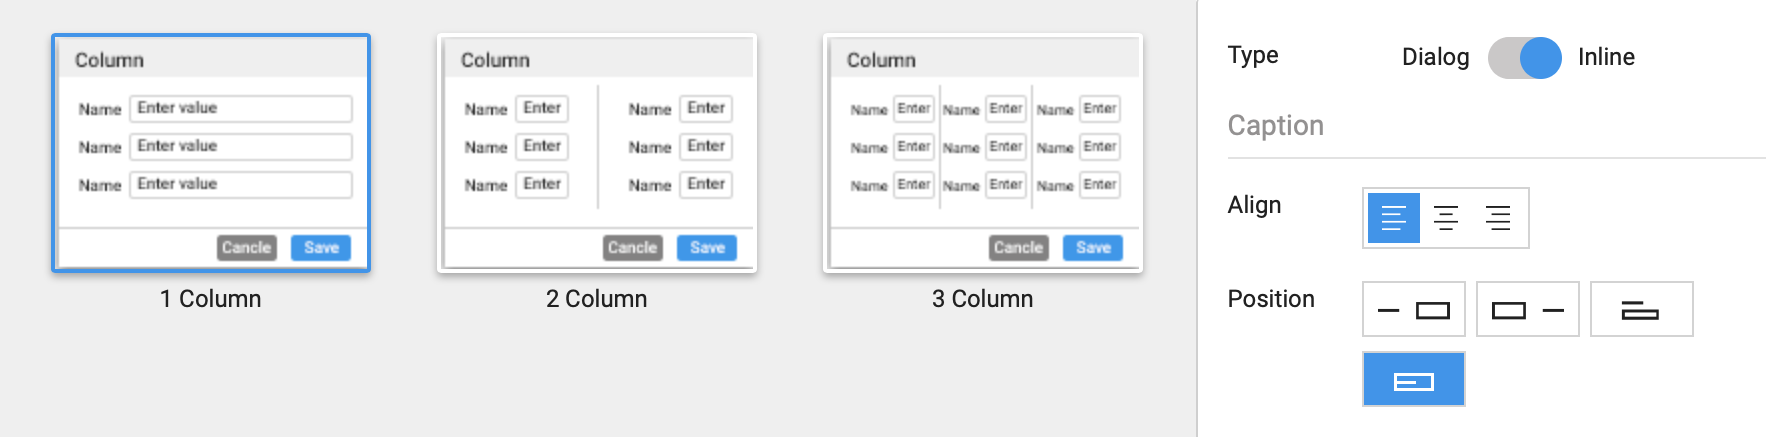 Column
Name Enter value
Name Enter value
Name Enter value
Cancle Save
1 Column
Column
Name Enter Name Enter
Name Enter Name Enter
Name Enter Name Enter
Cancle Save
2 Column
Column
Name Enter Name Enter Name Enter
Name Enter Name Enter Name Enter
Name Enter Name Enter Name Enter
Cancle Save
3 Column
Type Dialog Inline
Caption
Align
Position